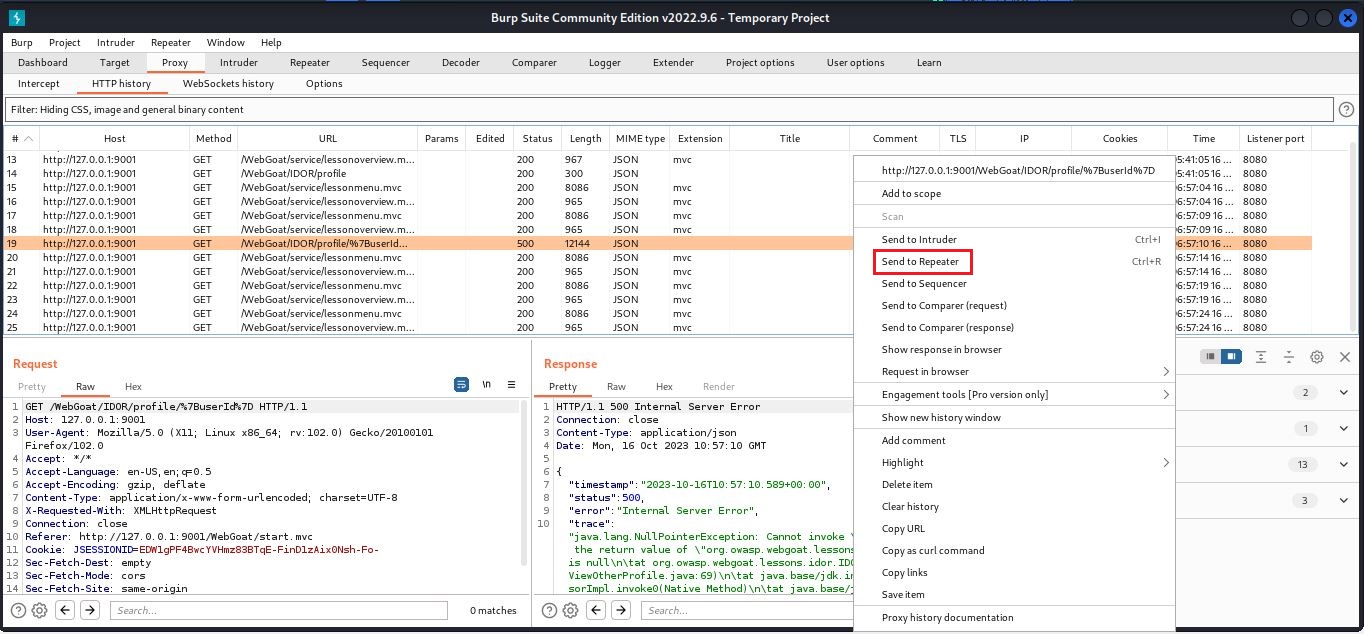 Burp Suite Community Edition v2022.9.6 - Temporary Project
Burp Project Intruder Repeater Window Help
Dashboard Target Proxy Intruder Repeater Sequencer Decoder Comparer Logger Extender Project options User options Learn
Intercept HTTP history WebSockets history Options
Filter: Hiding CSS, image and general binary content
# Host Method URL Params Edited Status Length MIME type Extension Title Comment TLS IP Cookies Time Listener port
13 http://127.0.0.1:9001 GET /WebGoat/service/lessonoverview.m... 200 967 JSON mvc 5:41:05 16 ... 8080
14 http://127.0.0.1:9001 GET /WebGoat/IDOR/profile 200 300 JSON 5:41:05 16 ... 8080
15 http://127.0.0.1:9001 GET /WebGoat/service/lessonmenu.mvc 200 8086 JSON mvc 06:57:04 16 ... 8080
16 http://127.0.0.1:9001 GET /WebGoat/service/lessonoverview.m... 200 965 JSON mvc 06:57:04 16 ... 8080
17 http://127.0.0.1:9001 GET /WebGoat/service/lessonmenu.mvc 200 8086 JSON mvc 06:57:09 16 ... 8080
18 http://127.0.0.1:9001 GET /WebGoat/service/lessonoverview.m... 200 965 JSON mvc 06:57:09 16 ... 8080
19 http://127.0.0.1:9001 GET /WebGoat/IDOR/profile/%7BuserId... 500 12144 JSON 06:57:10 16 ... 8080
20 http://127.0.0.1:9001 GET /WebGoat/service/lessonmenu.mvc 200 8086 JSON mvc 06:57:14 16 ... 8080
21 http://127.0.0.1:9001 GET /WebGoat/service/lessonoverview.m... 200 965 JSON mvc 06:57:14 16 ... 8080
22 http://127.0.0.1:9001 GET /WebGoat/service/lessonmenu.mvc 200 8086 JSON mvc 06:57:19 16 ... 8080
23 http://127.0.0.1:9001 GET /WebGoat/service/lessonoverview.m... 200 965 JSON mvc 06:57:19 16 ... 8080
24 http://127.0.0.1:9001 GET /WebGoat/service/lessonmenu.mvc 200 8086 JSON mvc 06:57:24 16 ... 8080
25 http://127.0.0.1:9001 GET /WebGoat/service/lessonoverview.m... 200 965 JSON mvc 06:57:24 16 ... 8080
http://127.0.0.1:9001/WebGoat/IDOR/profile/%7BuserId%7D
Add to scope
Scan
Send to Intruder Ctrl+I
Send to Repeater Ctrl+R
Send to Sequencer
Send to Comparer (request)
Send to Comparer (response)
Show response in browser
Request in browser
Engagement tools [Pro version only]
Show new history window
Add comment
Highlight
Delete item
Clear history
Copy URL
Copy as curl command
Copy links
Save item
Proxy history documentation
Request
Pretty Raw Hex \n
1 GET /WebGoat/IDOR/profile/%7BuserId%7D HTTP/1.1
2 Host: 127.0.0.1:9001
3 User-Agent: Mozilla/5.0 (X11; Linux x86_64; rv:102.0) Gecko/20100101
Firefox/102.0
4 Accept: */*
5 Accept-Language: en-US,en;q=0.5
6 Accept-Encoding: gzip, deflate
7 Content-Type: application/x-www-form-urlencoded; charset=UTF-8
8 X-Requested-With: XMLHttpRequest
9 Connection: close
10 Referer: http://127.0.0.1:9001/WebGoat/start.mvc
11 Cookie: JSESSIONID=EDW1gPF4BwcYVHmz83BTqE-FinD1zAix0Nsh-Fo-
12 Sec-Fetch-Dest: empty
13 Sec-Fetch-Mode: cors
14 Sec-Fetch-Site: same-origin
Search... 0 matches
Response
Pretty Raw Hex Render
1 HTTP/1.1 500 Internal Server Error
2 Connection: close
3 Content-Type: application/json
4 Date: Mon, 16 Oct 2023 10:57:10 GMT
5
6 {
7 "timestamp":"2023-10-16T10:57:10.589+00:00",
8 "status":500,
9 "error":"Internal Server Error",
10 "trace":
"java.lang.NullPointerException: Cannot invoke \
the return value of \"org.owasp.webgoat.lessons
is null\n\tat org.owasp.webgoat.lessons.idor.IDO
ViewOtherProfile.java:69)\n\tat java.base/jdk.in
sorImpl.invoke0(Native Method)\n\tat java.base/j
Search...
2
1
13
3